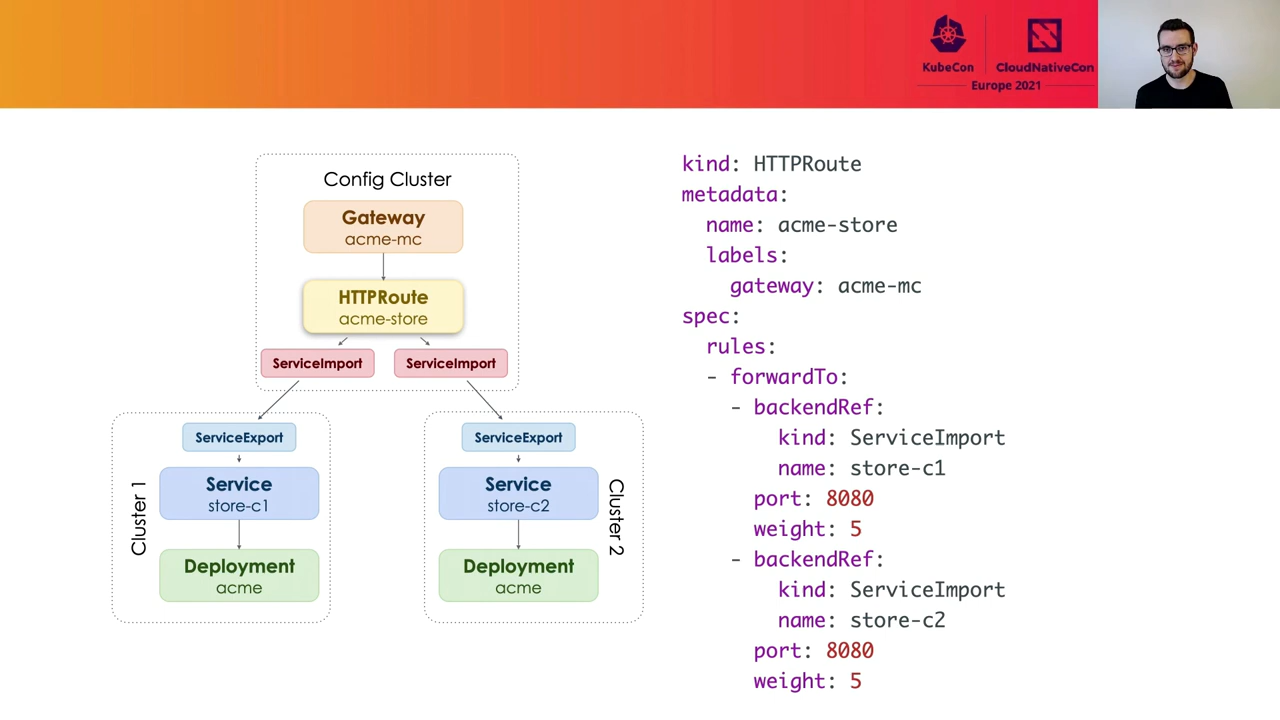 KubeCon
CloudNativeCon
Europe 2021
Config Cluster
Gateway
acme-mc
HTTPRoute
acme-store
ServiceImport
ServiceImport
Cluster 1
ServiceExport
Service
store-c1
Deployment
acme
ServiceExport
Service
store-c2
Deployment
acme
Cluster 2
kind: HTTPRoute
metadata:
name: acme-store
labels:
gateway: acme-mc
spec:
rules:
- forwardTo:
- backendRef:
kind: ServiceImport
name: store-c1
port: 8080
weight: 5
- backendRef:
kind: ServiceImport
name: store-c2
port: 8080
weight: 5